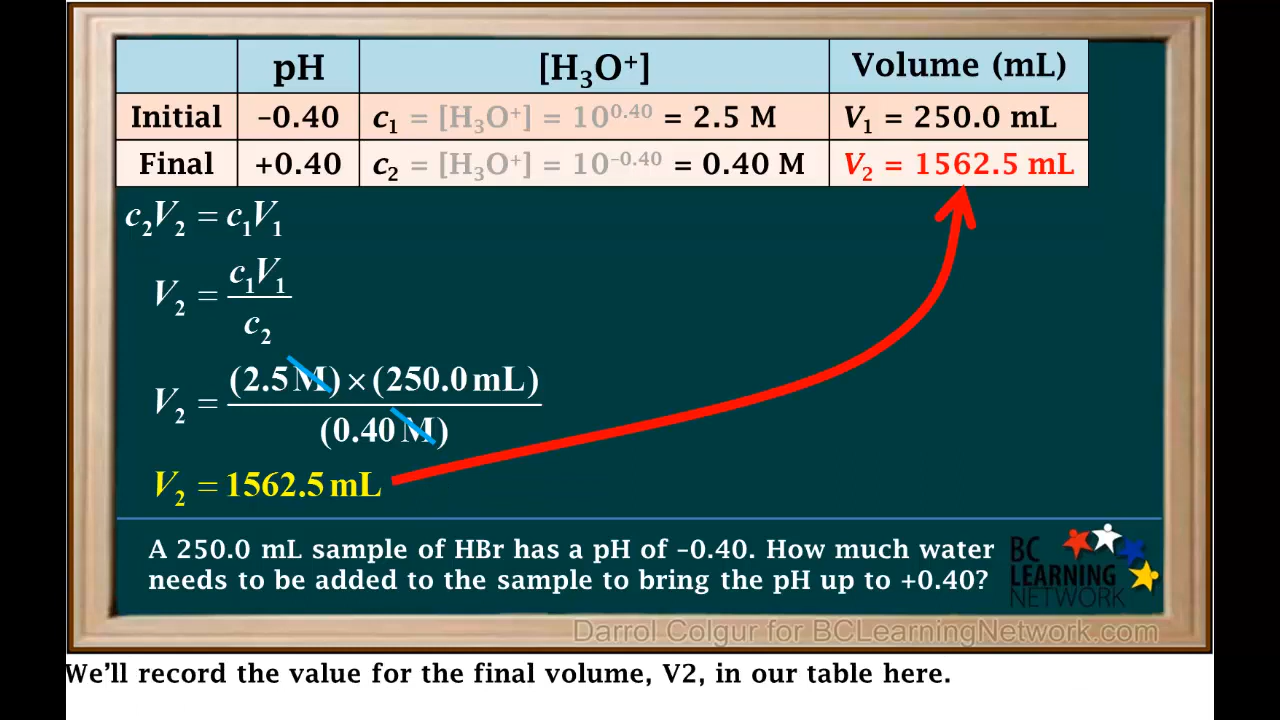 pH [H₃O⁺] Volume (mL)
Initial –0.40 c₁ = [H₃O⁺] = 10⁰·⁴⁰ = 2.5 M V₁ = 250.0 mL
Final +0.40 c₂ = [H₃O⁺] = 10⁻⁰·⁴⁰ = 0.40 M V₂ = 1562.5 mL
c₂V₂ = c₁V₁
V₂ = c₁V₁
c₂
V₂ = (2.5 M) × (250.0 mL)
(0.40 M)
V₂ = 1562.5 mL
A 250.0 mL sample of HBr has a pH of –0.40. How much water
needs to be added to the sample to bring the pH up to +0.40?
BC
LEARNING
NETWORK
Darrol Colgur for BCLearningNetwork.com
We’ll record the value for the final volume, V2, in our table here.